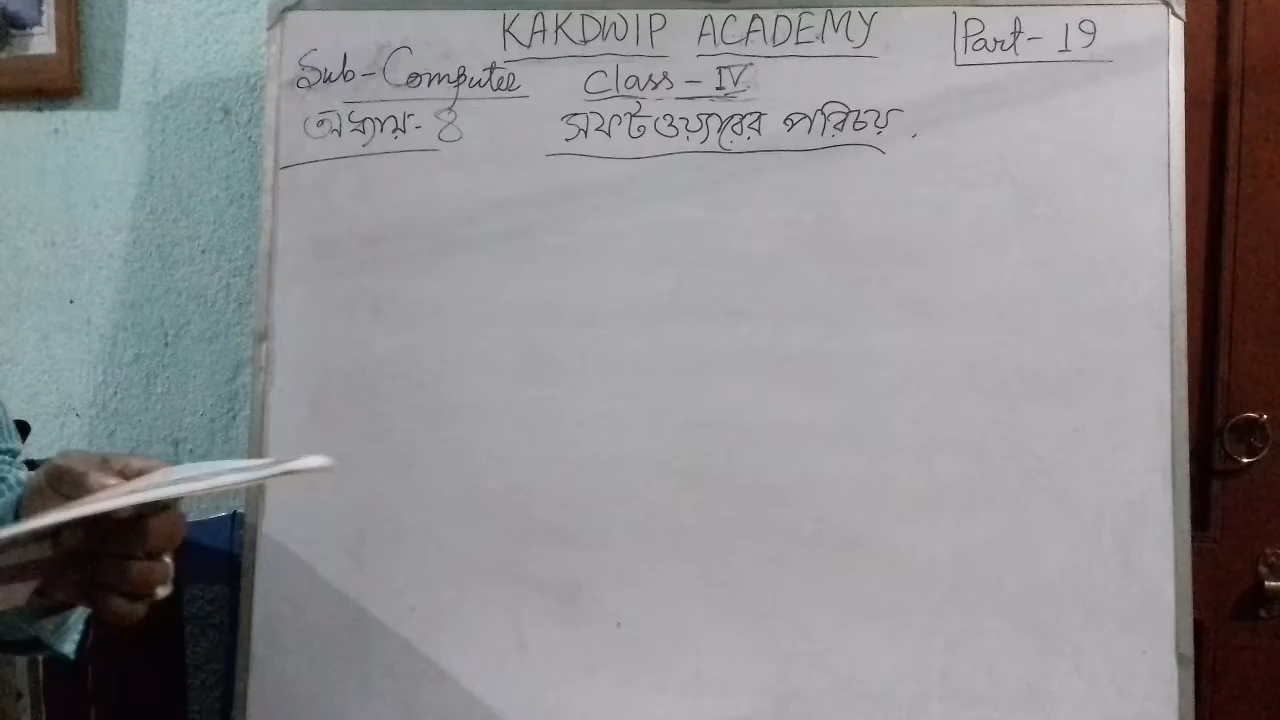 KAKDWIP ACADEMY Part - 19
Sub - Computer Class - IV
অধ্যায় - ৪ সফটওয়্যারের পরিচয়.